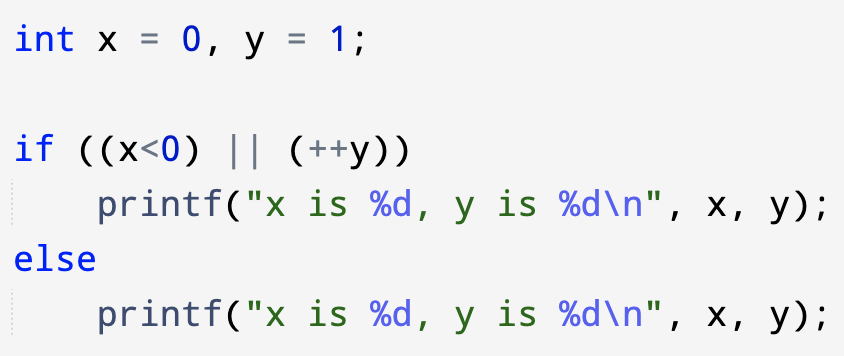 int x = 0, y = 1;
if ((x<0) || (++y))
    printf("x is %d, y is %d\n", x, y);
else
    printf("x is %d, y is %d\n", x, y);